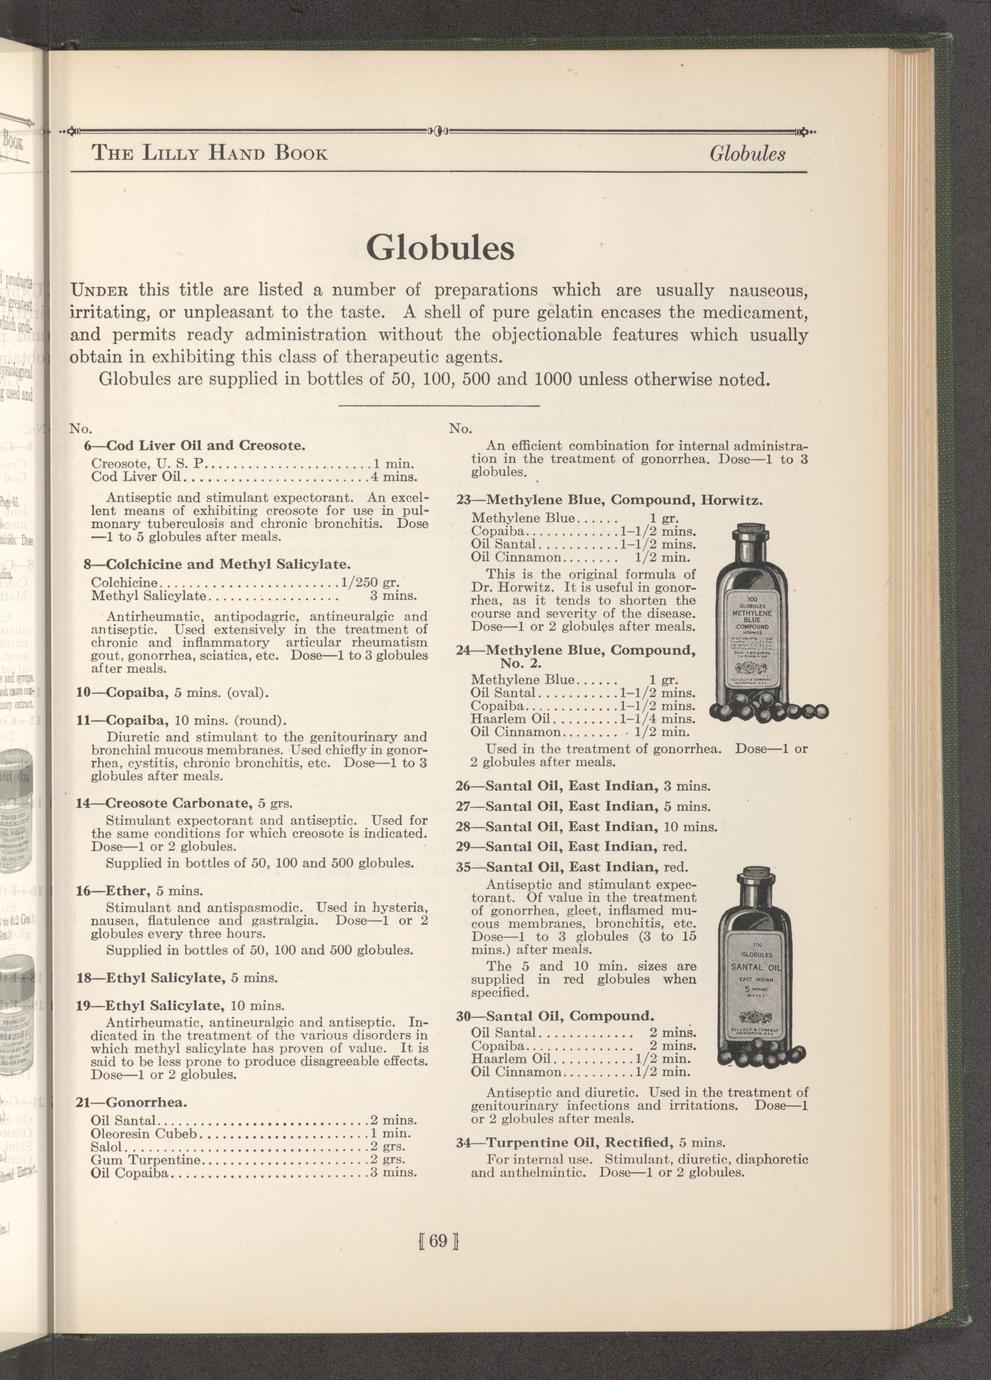 THE LILLY HAND BOOK
Globules
Globules
UNDER this title are listed a number of preparations which are usually nauseous,
irritating, or unpleasant to the taste. A shell of pure gelatin encases the medicament,
and permits ready administration without the objectionable features which usually
obtain in exhibiting this class of therapeutic agents.
Globules are supplied in bottles of 50, 100, 500 and 1000 unless otherwise noted.
No.
6—Cod Liver Oil and Creosote.
Creosote, U. S. P.......................1 min.
Cod Liver Oil..........................4 mins.
Antiseptic and stimulant expectorant. An excel-
lent means of exhibiting creosote for use in pul-
monary tuberculosis and chronic bronchitis. Dose
—1 to 5 globules after meals.
8—Colchicine and Methyl Salicylate.
Colchicine.........................1/250 gr.
Methyl Salicylate.................. 3 mins.
Antirheumatic, antipodagric, antineuralgic and
antiseptic. Used extensively in the treatment of
chronic and inflammatory articular rheumatism
gout, gonorrhea, sciatica, etc. Dose—1 to 3 globules
after meals.
10—Copaiba, 5 mins. (oval).
11—Copaiba, 10 mins. (round).
Diuretic and stimulant to the genitourinary and
bronchial mucous membranes. Used chiefly in gonor-
rhea, cystitis, chronic bronchitis, etc. Dose—1 to 3
globules after meals.
14—Creosote Carbonate, 5 grs.
Stimulant expectorant and antiseptic. Used for
the same conditions for which creosote is indicated.
Dose—1 or 2 globules.
Supplied in bottles of 50, 100 and 500 globules.
16—Ether, 5 mins.
Stimulant and antispasmodic. Used in hysteria,
nausea, flatulence and gastralgia. Dose—1 or 2
globules every three hours.
Supplied in bottles of 50, 100 and 500 globules.
18—Ethyl Salicylate, 5 mins.
19—Ethyl Salicylate, 10 mins.
Antirheumatic, antineuralgic and antiseptic. In-
dicated in the treatment of the various disorders in
which methyl salicylate has proven of value. It is
said to be less prone to produce disagreeable effects.
Dose—1 or 2 globules.
21—Gonorrhea.
Oil Santal.............................2 mins.
Oleoresin Cubeb.......................1 min.
Salol..................................2 grs.
Gum Turpentine.......................2 grs.
Oil Copaiba...........................3 mins.
No.
An efficient combination for internal administra-
tion in the treatment of gonorrhea. Dose—1 to 3
globules.
23—Methylene Blue, Compound, Horwitz.
Methylene Blue...... 1 gr.
Copaiba............1-1/2 mins.
Oil Santal...........1-1/2 mins.
Oil Cinnamon........ 1/2 min.
This is the original formula of
Dr. Horwitz. It is useful in gonor-
rhea, as it tends to shorten the
course and severity of the disease.
Dose—1 or 2 globules after meals.
100
GLOBULES
METHYLENE
BLUE
COMPOUND
HORWITZ
24—Methylene Blue, Compound,
No. 2.
Methylene Blue...... 1 gr.
Oil Santal...........1-1/2 mins.
Copaiba............1-1/2 mins.
Haarlem Oil.........1-1/4 mins.
Oil Cinnamon........ 1/2 min.
Used in the treatment of gonorrhea. Dose—1 or
2 globules after meals.
26—Santal Oil, East Indian, 3 mins.
27—Santal Oil, East Indian, 5 mins.
28—Santal Oil, East Indian, 10 mins.
29—Santal Oil, East Indian, red.
35—Santal Oil, East Indian, red.
Antiseptic and stimulant expec-
torant. Of value in the treatment
of gonorrhea, gleet, inflamed mu-
cous membranes, bronchitis, etc.
Dose—1 to 3 globules (3 to 15
mins.) after meals.
The 5 and 10 min. sizes are
supplied in red globules when
specified.
100
GLOBULES
SANTAL OIL
EAST INDIAN
5 MINIMS
ELI LILLY & COMPANY
30—Santal Oil, Compound.
Oil Santal............ 2 mins.
Copaiba............. 2 mins.
Haarlem Oil..........1/2 min.
Oil Cinnamon.........1/2 min.
Antiseptic and diuretic. Used in the treatment of
genitourinary infections and irritations. Dose—1
or 2 globules after meals.
34—Turpentine Oil, Rectified, 5 mins.
For internal use. Stimulant, diuretic, diaphoretic
and anthelmintic. Dose—1 or 2 globules.
[ 69 ]